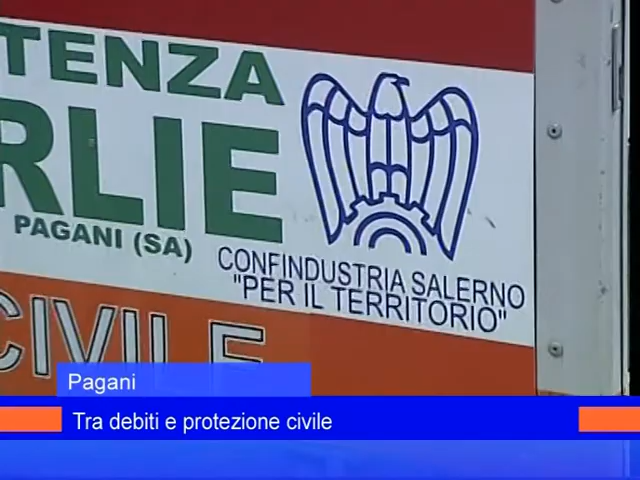 TENZA
RLIE
PAGANI (SA)
CONFINDUSTRIA SALERNO
"PER IL TERRITORIO"
CIVILE
Pagani
Tra debiti e protezione civile